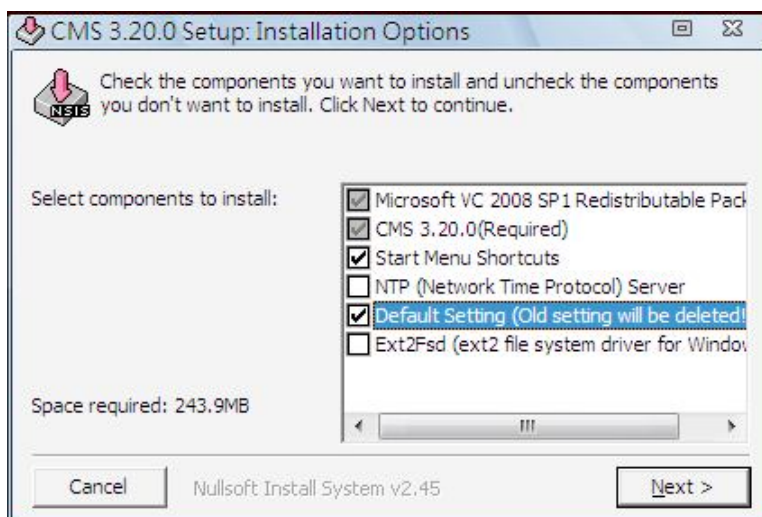 CMS 3.20.0 Setup: Installation Options
Check the components you want to install and uncheck the components
you don't want to install. Click Next to continue.
NSIS
Select components to install:
Microsoft VC 2008 SP1 Redistributable Pack
CMS 3.20.0(Required)
Start Menu Shortcuts
NTP (Network Time Protocol) Server
Default Setting (Old setting will be deleted!
Ext2Fsd (ext2 file system driver for Window
Space required: 243.9MB
Cancel
Nullsoft Install System v2.45
Next >